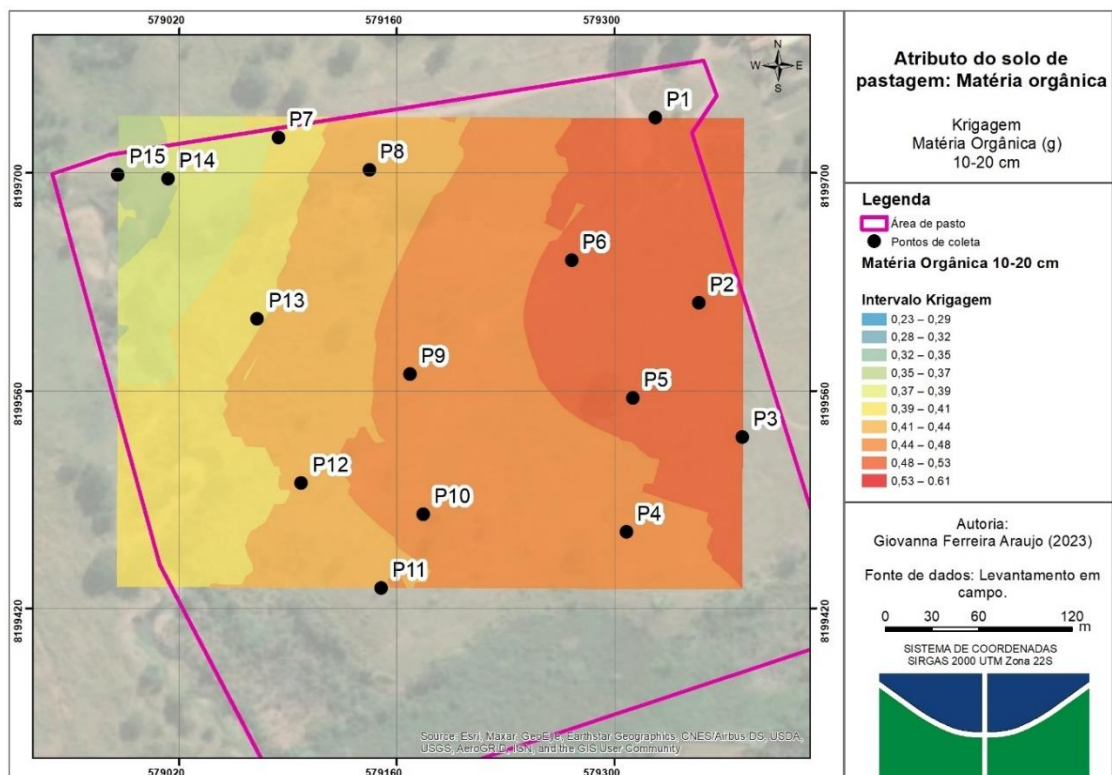 579020 579160 579300
N
W E
S
P1
P7
P8
P15
P14
8199700
8199700
P6
P2
P13
P9
P5
8199560
8199560
P3
P12
P10
P4
P11
8199420
8199420
Source: Esri, Maxar, GeoEye, Earthstar Geographics, CNES/Airbus DS, USDA,
USGS, AeroGRID, IGN, and the GIS User Community
579020 579160 579300
Atributo do solo de
pastagem: Matéria orgânica
Krigagem
Matéria Orgânica (g)
10-20 cm
Legenda
Área de pasto
Pontos de coleta
Matéria Orgânica 10-20 cm
Intervalo Krigagem
0,23 – 0,29
0,28 – 0,32
0,32 – 0,35
0,35 – 0,37
0,37 – 0,39
0,39 – 0,41
0,41 – 0,44
0,44 – 0,48
0,48 – 0,53
0,53 - 0.61
Autoria:
Giovanna Ferreira Araujo (2023)
Fonte de dados: Levantamento em
campo.
0 30 60 120
m
SISTEMA DE COORDENADAS
SIRGAS 2000 UTM Zona 22S